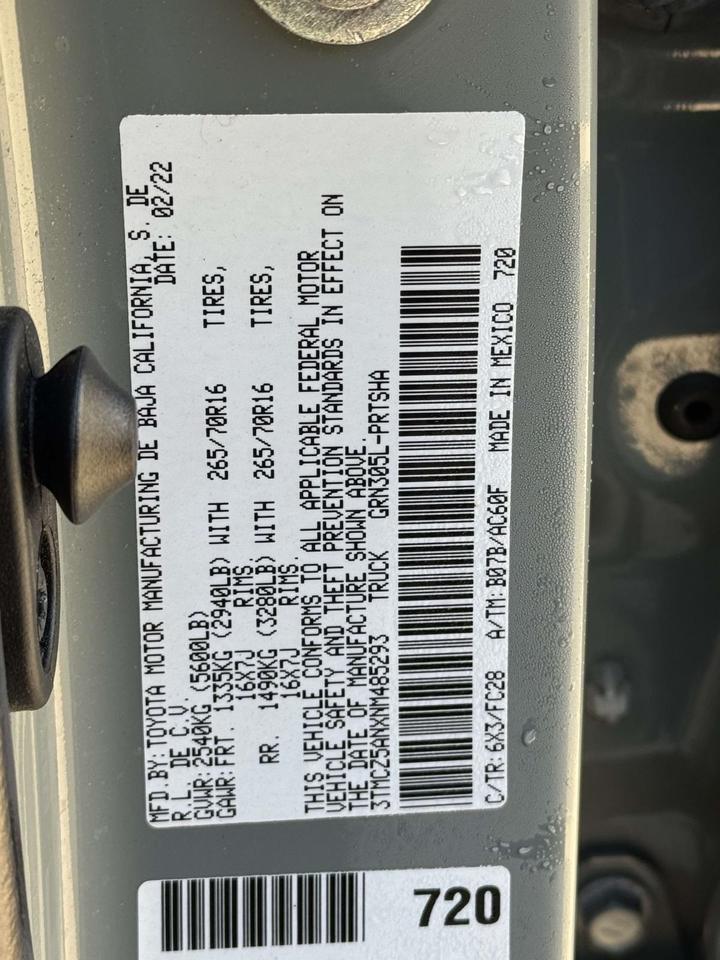 MFD.BY:TOYOTA MOTOR MANUFACTURING DE BAJA CALIFORNIA, S. DE
R.L. DE C.V. DATE: 02/22
GVWR:2540KG (5600LB)
GAWR:FRT. 1335KG (2940LB) WITH 265/70R16 TIRES,
16X7J RIMS.
RR. 1490KG (3280LB) WITH 265/70R16 TIRES,
16X7J RIMS.
THIS VEHICLE CONFORMS TO ALL APPLICABLE FEDERAL MOTOR
VEHICLE SAFETY AND THEFT PREVENTION STANDARDS IN EFFECT ON
THE DATE OF MANUFACTURE SHOWN ABOVE.
3TMCZ5ANXNM485293 TRUCK GRN305L-PRTSHA
C/TR:6X3/FC28 A/TM:B07B/AC60F MADE IN MEXICO 720
720